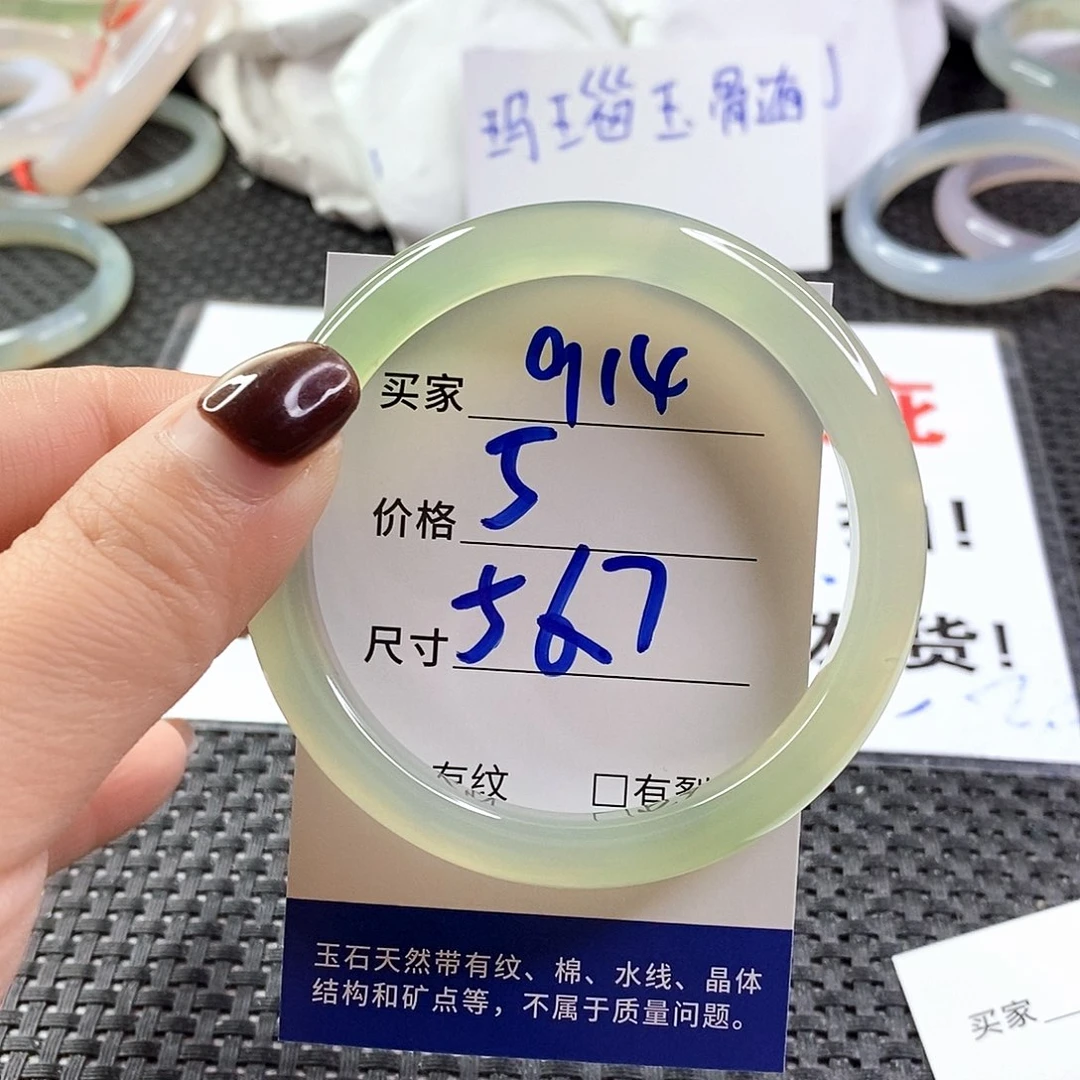 玛瑙玉骨髓
买家 914
价格 5
尺寸 567
有纹 □有裂
玉石天然带有纹、棉、水线、晶体
结构和矿点等，不属于质量问题。
货！
买家